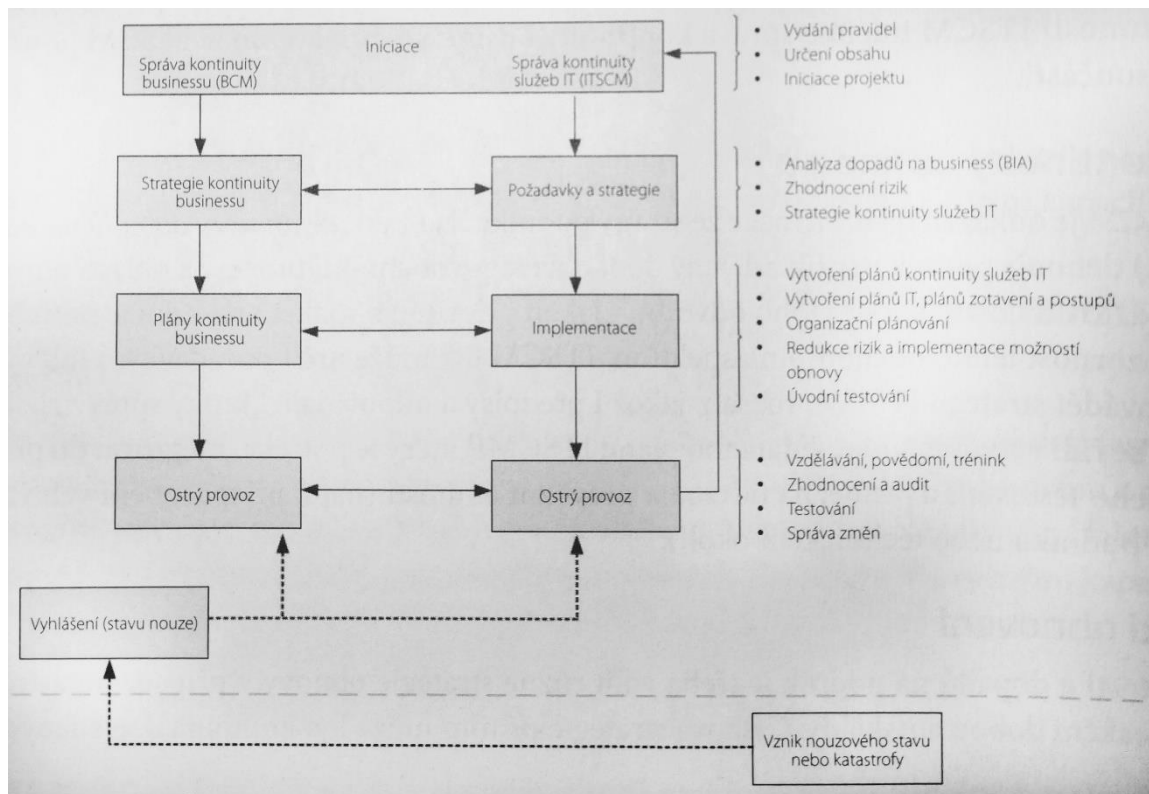 Iniciace
Správa kontinuity
businessu (BCM)
Správa kontinuity
služeb IT (ITSCM)
• Vydání pravidel
• Určení obsahu
• Iniciace projektu
Strategie kontinuity
businessu
Požadavky a strategie
• Analýza dopadů na business (BIA)
• Zhodnocení rizik
• Strategie kontinuity služeb IT
Plány kontinuity
businessu
Implementace
• Vytvoření plánů kontinuity služeb IT
• Vytvoření plánů IT, plánů zotavení a postupů
• Organizační plánování
• Redukce rizik a implementace možností
obnovy
• Úvodní testování
Ostrý provoz
Ostrý provoz
• Vzdělávání, povědomí, trénink
• Zhodnocení a audit
• Testování
• Správa změn
Vyhlášení (stavu nouze)
Vznik nouzového stavu
nebo katastrofy